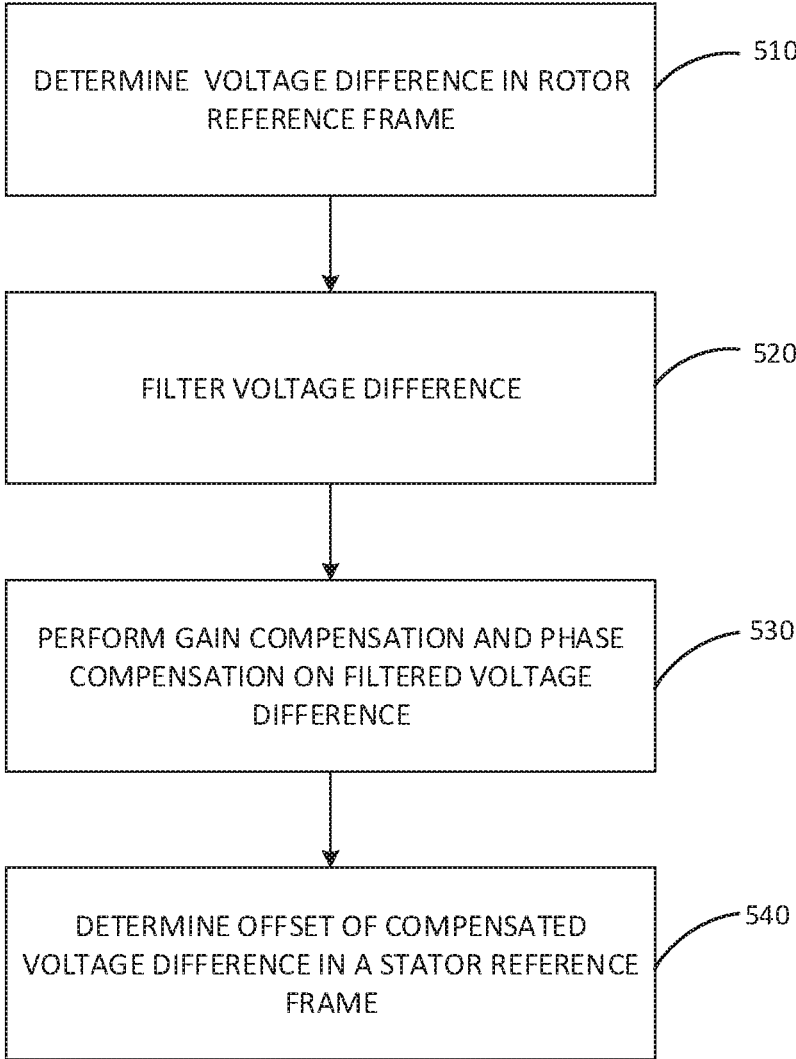 DETERMINE VOLTAGE DIFFERENCE IN ROTOR
REFERENCE FRAME
510
FILTER VOLTAGE DIFFERENCE
520
PERFORM GAIN COMPENSATION AND PHASE
COMPENSATION ON FILTERED VOLTAGE
DIFFERENCE
530
DETERMINE OFFSET OF COMPENSATED
VOLTAGE DIFFERENCE IN A STATOR REFERENCE
FRAME
540